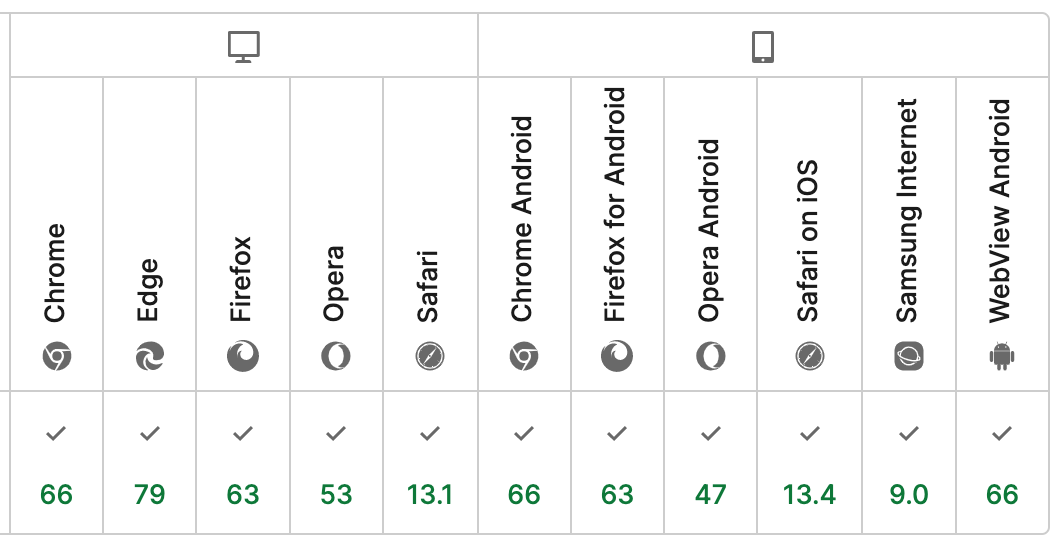 Chrome
Edge
Firefox
Opera
Safari
Chrome Android
Firefox for Android
Opera Android
Safari on iOS
Samsung Internet
WebView Android
66 79 63 53 13.1 66 63 47 13.4 9.0 66